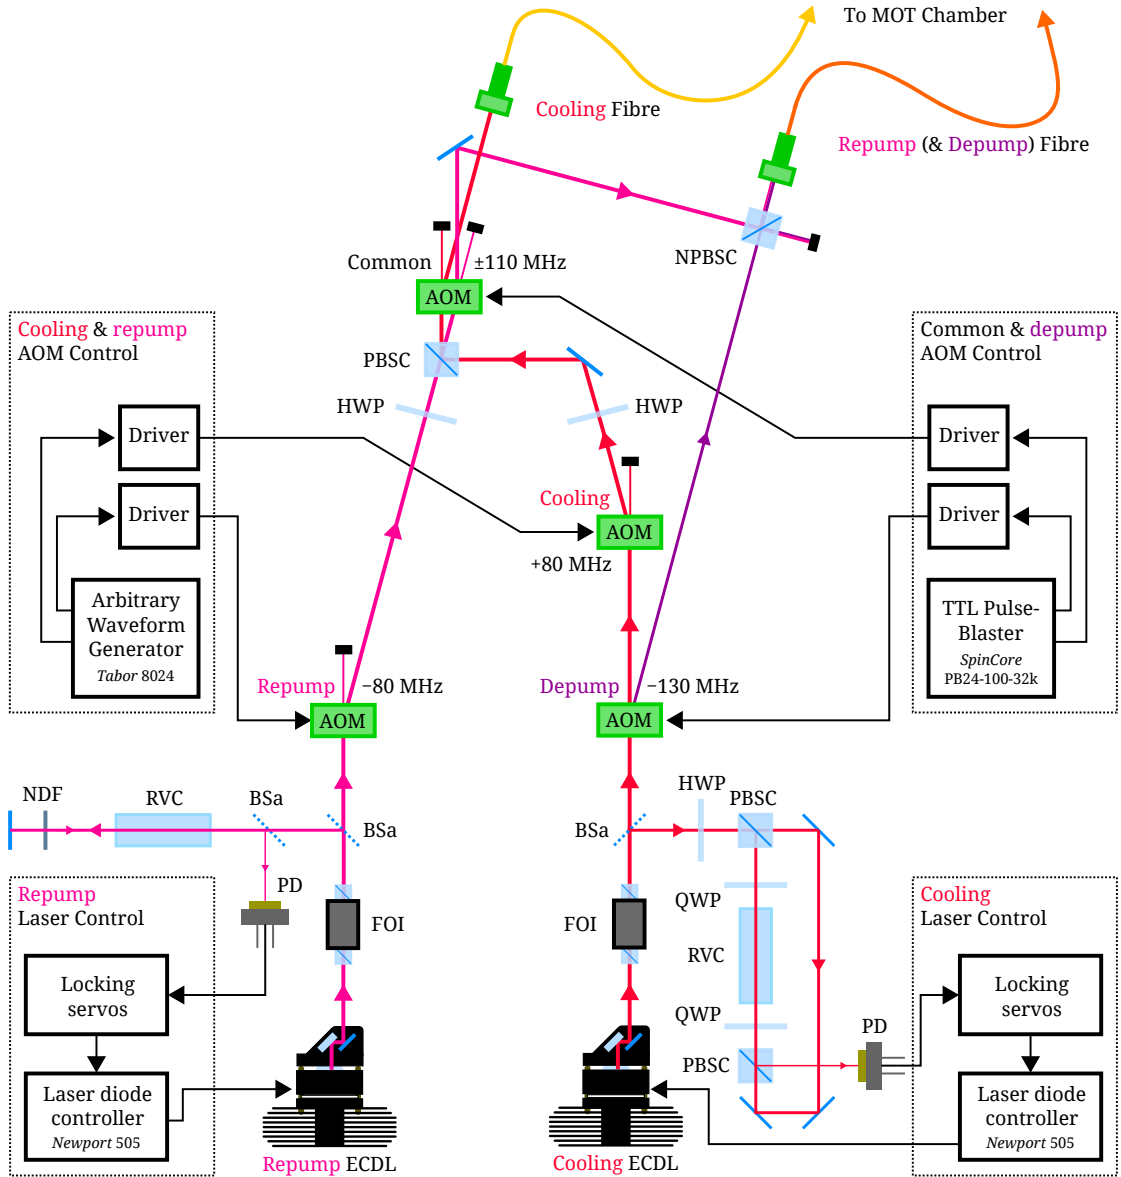 To MOT Chamber
Cooling Fibre
Repump (& Depump) Fibre
NPBSC
Common
±110 MHz
AOM
PBSC
HWP
HWP
Cooling & repump
AOM Control
Driver
Driver
Arbitrary
Waveform
Generator
Tabor 8024
Common & depump
AOM Control
Driver
Driver
TTL Pulse-
Blaster
SpinCore
PB24-100-32k
Cooling
AOM
+80 MHz
Repump
−80 MHz
AOM
Depump
−130 MHz
AOM
NDF
RVC
BSa
BSa
PD
FOI
BSa
HWP
PBSC
QWP
RVC
QWP
PBSC
FOI
PD
Repump
Laser Control
Locking
servos
Laser diode
controller
Newport 505
Repump ECDL
Cooling ECDL
Cooling
Laser Control
Locking
servos
Laser diode
controller
Newport 505